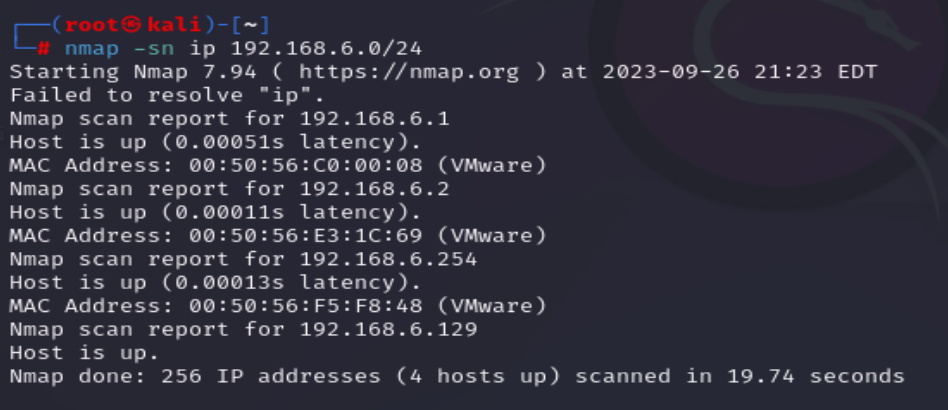 ┌──(root㉿kali)-[~]
└─# nmap -sn ip 192.168.6.0/24
Starting Nmap 7.94 ( https://nmap.org ) at 2023-09-26 21:23 EDT
Failed to resolve "ip".
Nmap scan report for 192.168.6.1
Host is up (0.00051s latency).
MAC Address: 00:50:56:C0:00:08 (VMware)
Nmap scan report for 192.168.6.2
Host is up (0.00011s latency).
MAC Address: 00:50:56:E3:1C:69 (VMware)
Nmap scan report for 192.168.6.254
Host is up (0.00013s latency).
MAC Address: 00:50:56:F5:F8:48 (VMware)
Nmap scan report for 192.168.6.129
Host is up.
Nmap done: 256 IP addresses (4 hosts up) scanned in 19.74 seconds